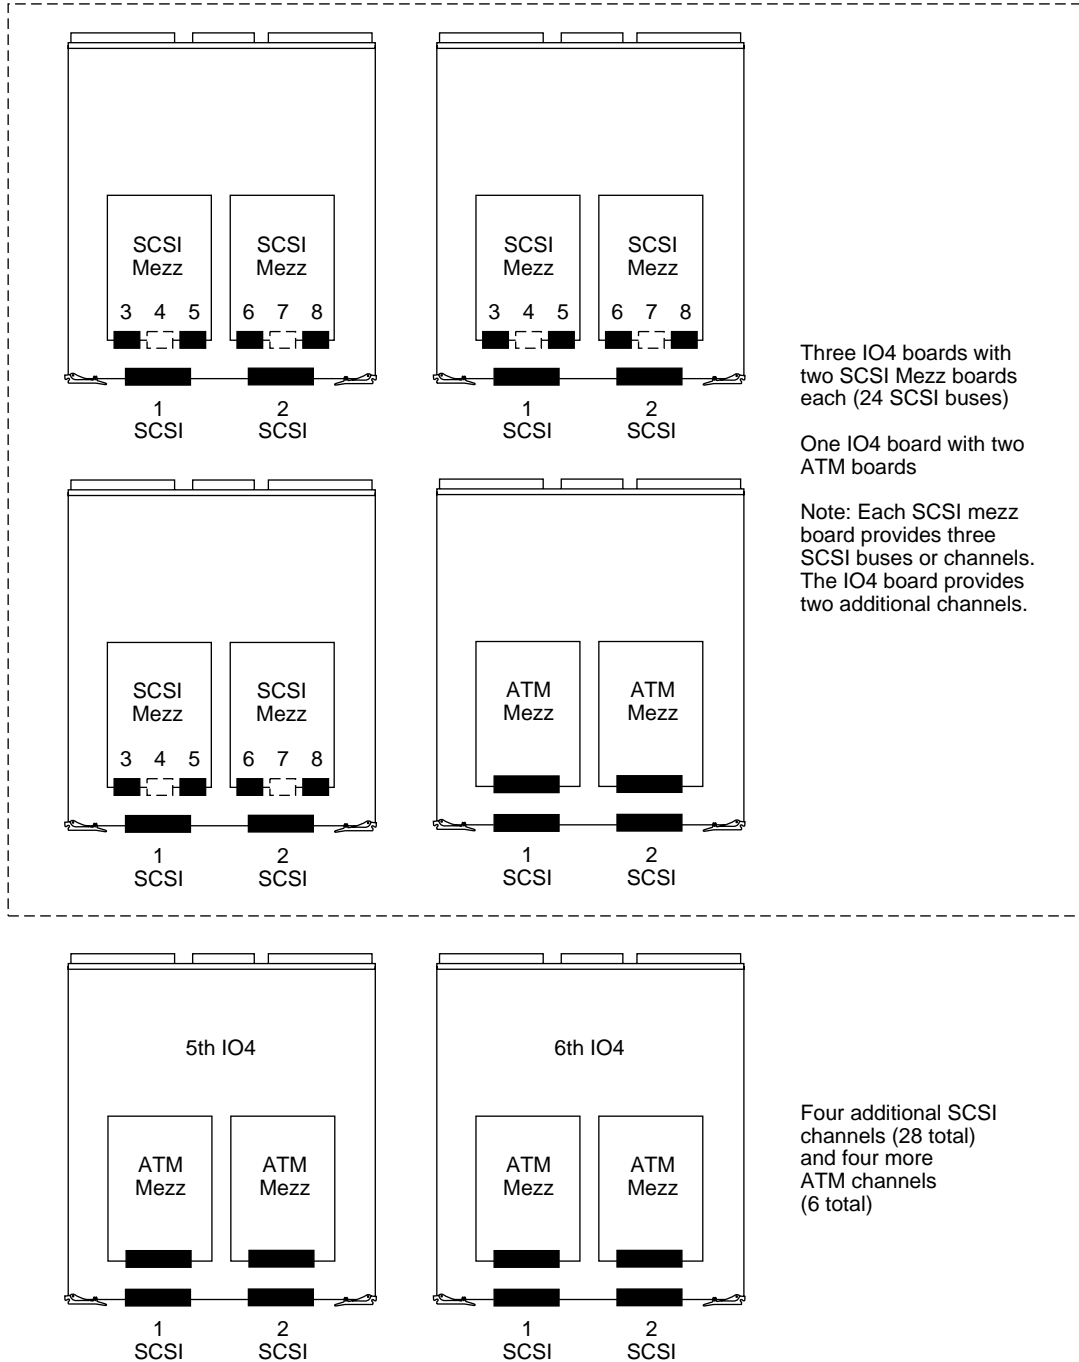 SCSI Mezz
SCSI Mezz
3 4 5 6 7 8
1 SCSI
2 SCSI
SCSI Mezz
SCSI Mezz
3 4 5 6 7 8
1 SCSI
2 SCSI
Three IO4 boards with
two SCSI Mezz boards
each (24 SCSI buses)
One IO4 board with two
ATM boards
Note: Each SCSI mezz
board provides three
SCSI buses or channels.
The IO4 board provides
two additional channels.
SCSI Mezz
SCSI Mezz
3 4 5 6 7 8
1 SCSI
2 SCSI
ATM Mezz
ATM Mezz
1 SCSI
2 SCSI
5th IO4
ATM Mezz
ATM Mezz
1 SCSI
2 SCSI
6th IO4
ATM Mezz
ATM Mezz
1 SCSI
2 SCSI
Four additional SCSI
channels (28 total)
and four more
ATM channels
(6 total)